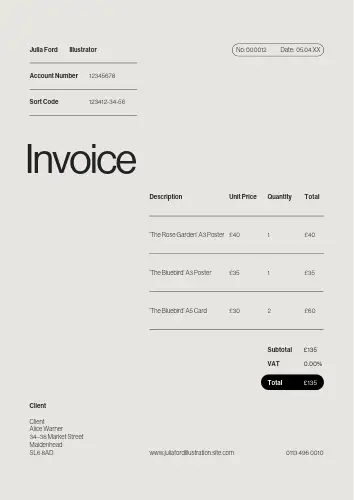 Julia Ford Illustrator
No. 000012 Date: 05.04.XX
Account Number 12345678
Sort Code 123412-34-56
Invoice
Description Unit Price Quantity Total
'The Rose Garden' A3 Poster £40 1 £40
'The Bluebird' A3 Poster £35 1 £35
'The Bluebird' A5 Card £30 2 £60
Subtotal £135
VAT 0.00%
Total £135
Client
Client
Alice Warner
34–36 Market Street
Maidenhead
SL6 8AD
www.juliafordillustration.site.com 0113 496 0010